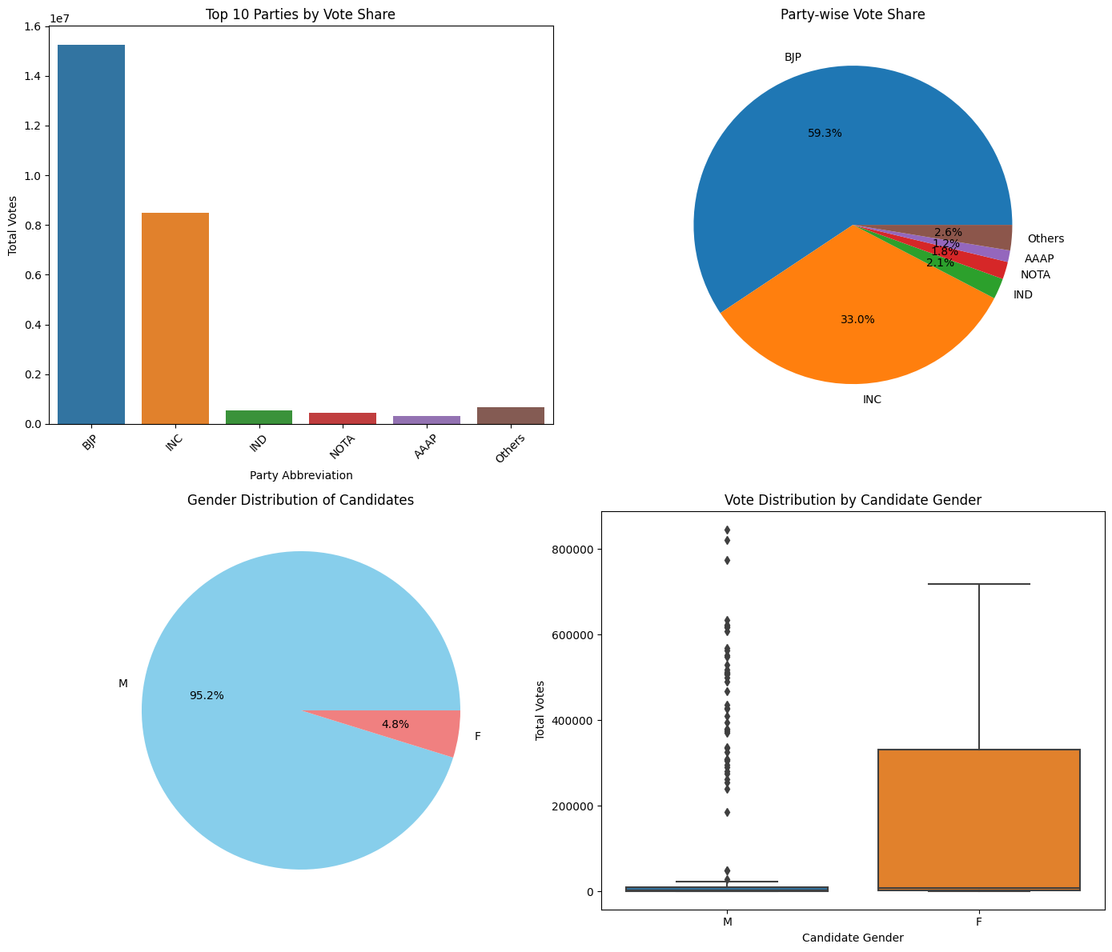 Top 10 Parties by Vote Share
1e7
1.6
1.4
1.2
1.0
0.8
0.6
0.4
0.2
0.0
Total Votes
BJP
INC
IND
NOTA
AAAP
Others
Party Abbreviation
Party-wise Vote Share
BJP
59.3%
2.6%
Others
1.2%
AAAP
1.8%
NOTA
2.1%
IND
33.0%
INC
Gender Distribution of Candidates
M
95.2%
4.8%
F
Vote Distribution by Candidate Gender
800000
600000
400000
200000
0
Total Votes
M
F
Candidate Gender